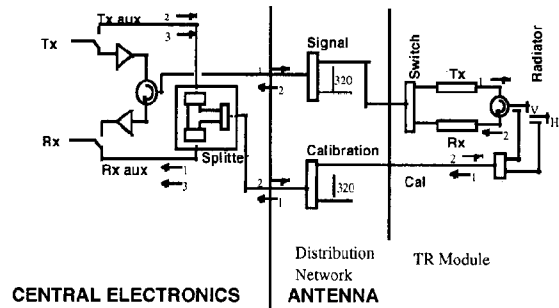 Tx aux
2
3
Tx
Rx
Rx aux
1
3
Splitter
1
2
2
1
Signal
320
Calibration
320
Switch
Tx
1
Rx
2
Radiator
V
H
2
1
Cal
Distribution
Network
TR Module
CENTRAL ELECTRONICS
ANTENNA